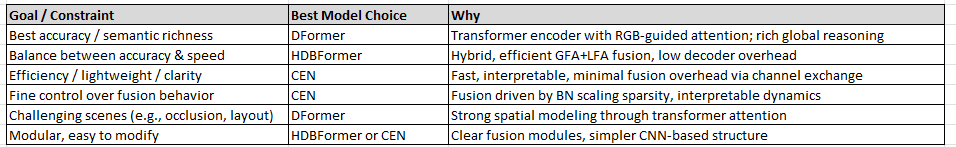 Goal / Constraint Best Model Choice Why
Best accuracy / semantic richness DFormer Transformer encoder with RGB-guided attention; rich global reasoning
Balance between accuracy & speed HDBFormer Hybrid, efficient GFA+LFA fusion, low decoder overhead
Efficiency / lightweight / clarity CEN Fast, interpretable, minimal fusion overhead via channel exchange
Fine control over fusion behavior CEN Fusion driven by BN scaling sparsity, interpretable dynamics
Challenging scenes (e.g., occlusion, layout) DFormer Strong spatial modeling through transformer attention
Modular, easy to modify HDBFormer or CEN Clear fusion modules, simpler CNN-based structure